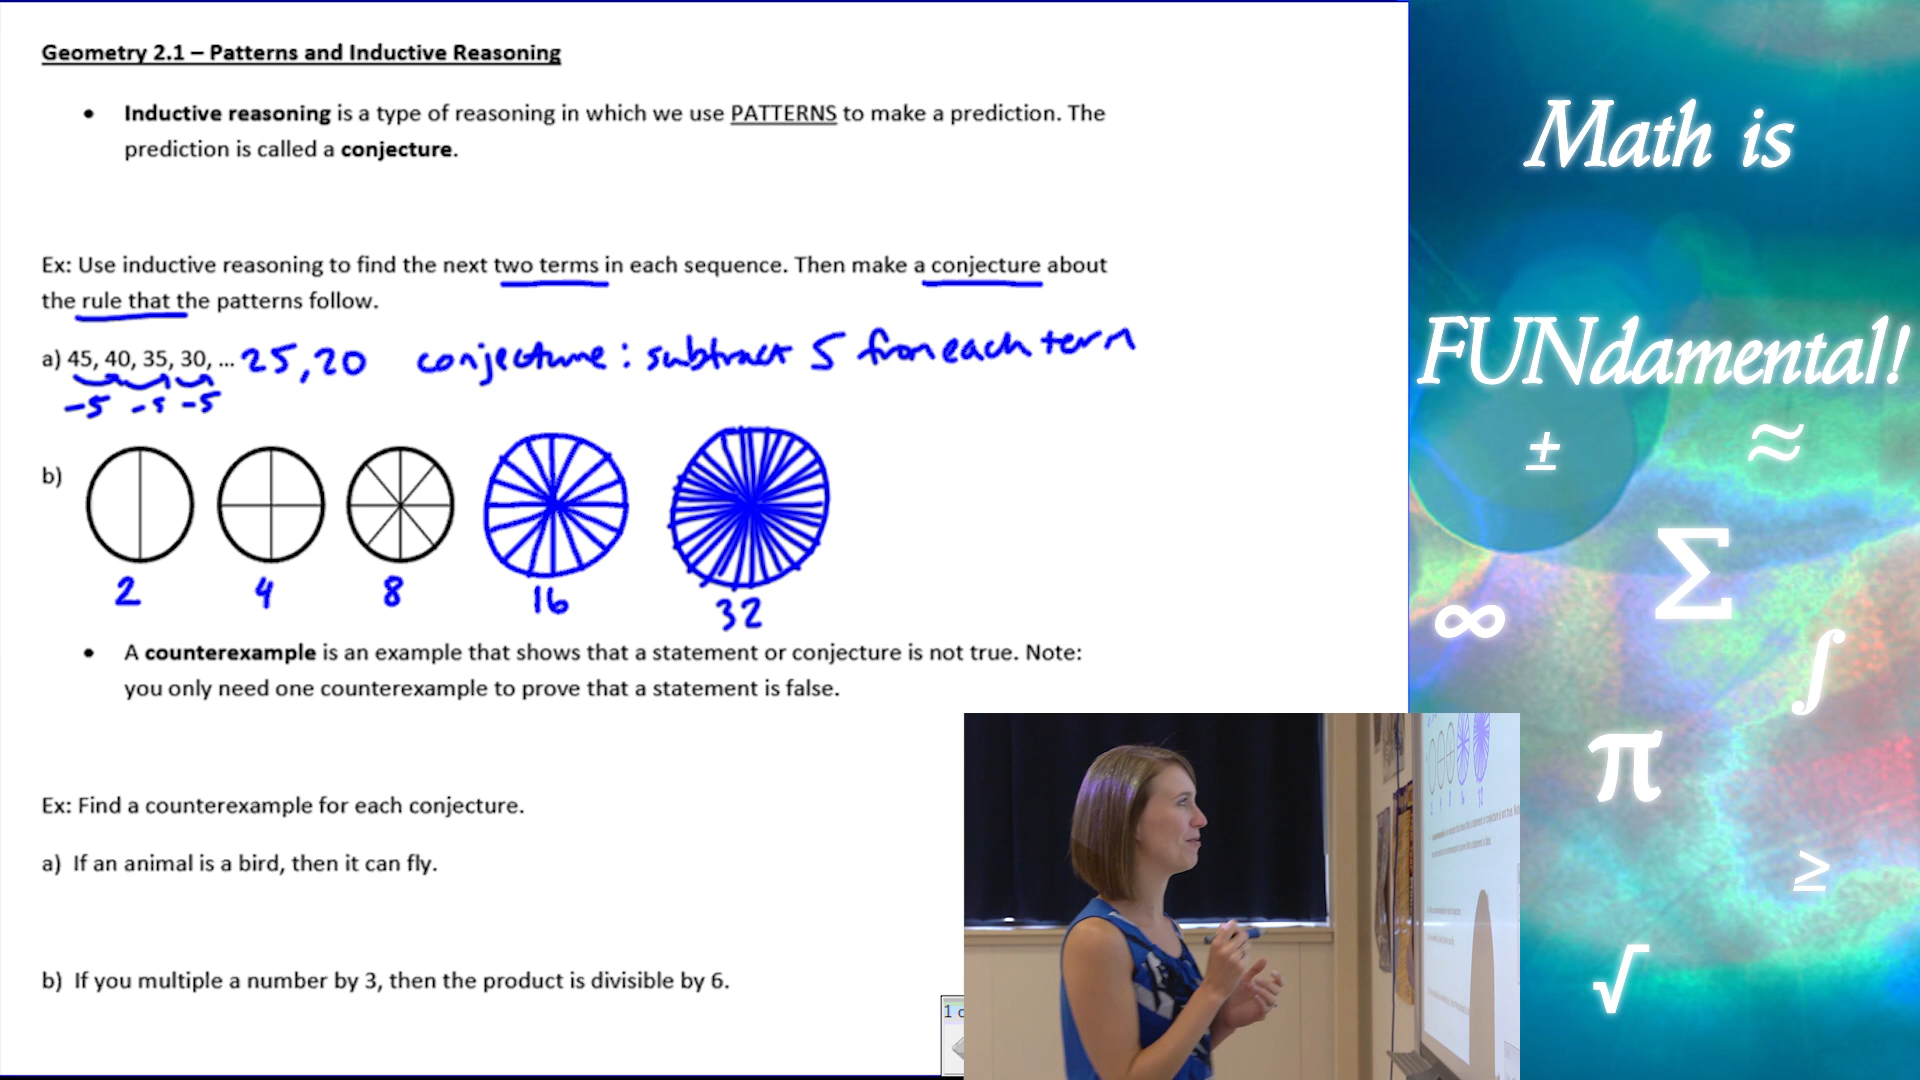 Geometry 2.1 – Patterns and Inductive Reasoning
• Inductive reasoning is a type of reasoning in which we use PATTERNS to make a prediction. The
prediction is called a conjecture.
Ex: Use inductive reasoning to find the next two terms in each sequence. Then make a conjecture about
the rule that the patterns follow.
a) 45, 40, 35, 30, ... 25, 20 conjecture: subtract 5 from each term
-5 -5 -5
b)
2 4 8 16 32
• A counterexample is an example that shows that a statement or conjecture is not true. Note:
you only need one counterexample to prove that a statement is false.
Ex: Find a counterexample for each conjecture.
a) If an animal is a bird, then it can fly.
b) If you multiple a number by 3, then the product is divisible by 6.
Math is
FUNdamental!
± ≈
Σ
∞
∫
π
≥
√